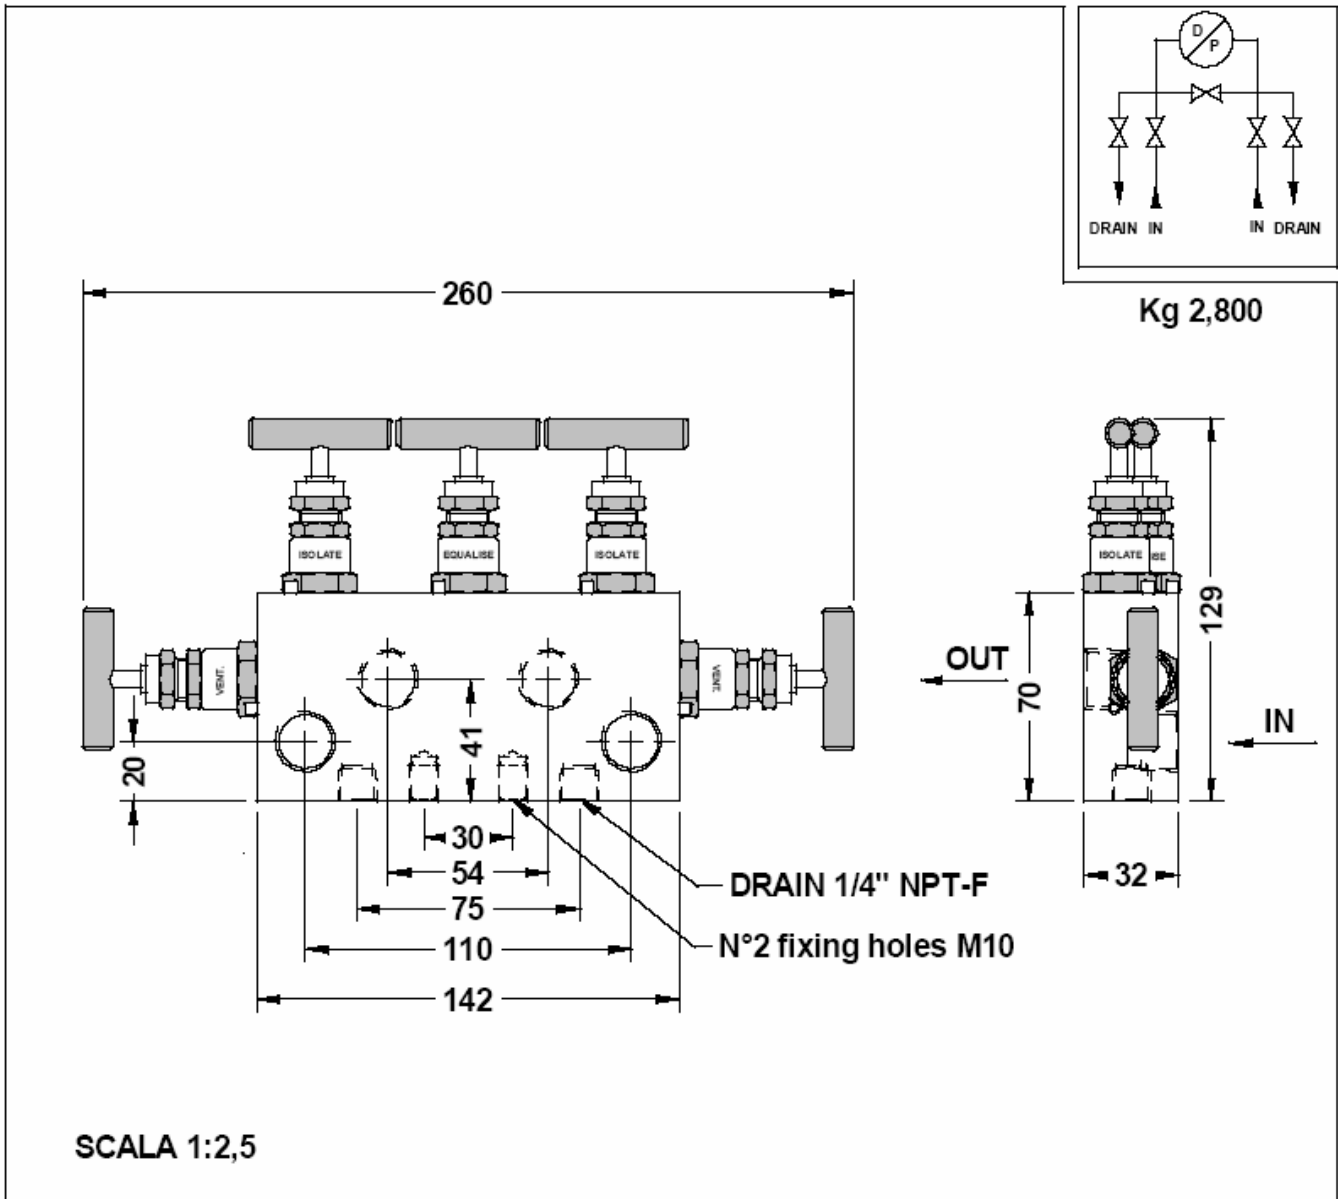 D
P
DRAIN IN IN DRAIN
Kg 2,800
260
ISOLATE EQUALISE ISOLATE
ISOLATE ISE
129
VENT. VENT.
OUT
70
IN
41
20
30
32
54
DRAIN 1/4" NPT-F
75
N°2 fixing holes M10
110
142
SCALA 1:2,5